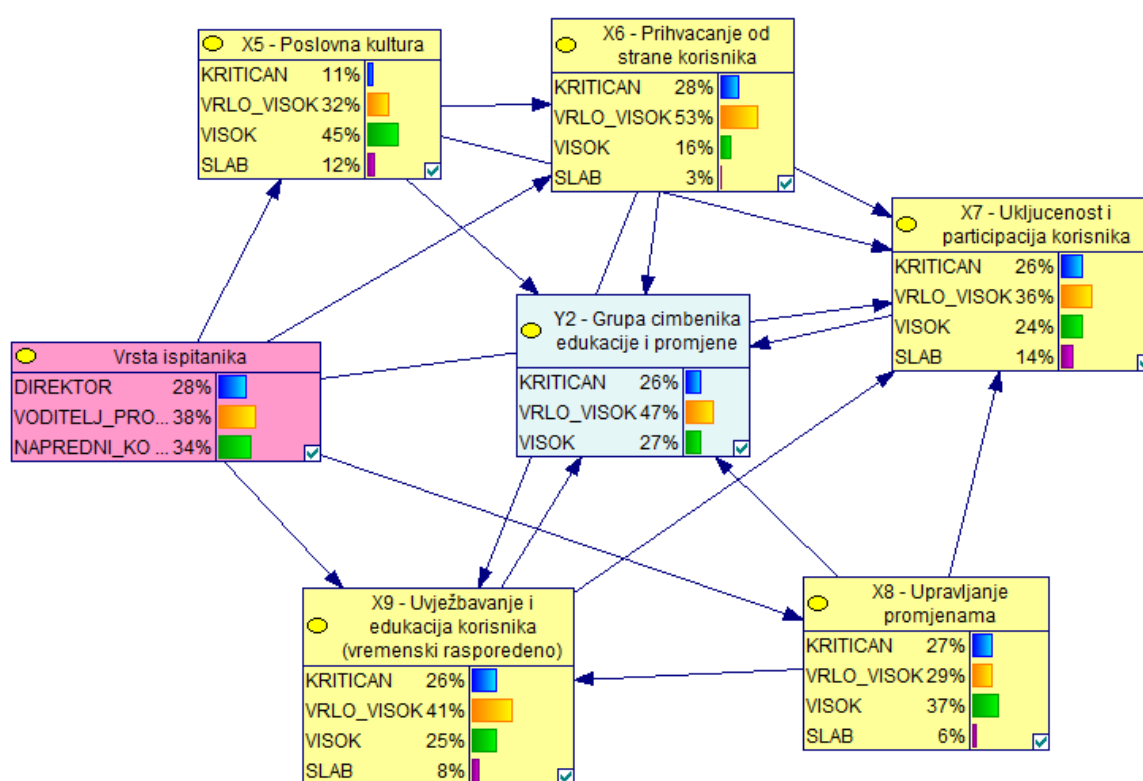 X5 - Poslovna kultura
KRITICAN 11%
VRLO_VISOK 32%
VISOK 45%
SLAB 12%
X6 - Prihvacanje od
strane korisnika
KRITICAN 28%
VRLO_VISOK 53%
VISOK 16%
SLAB 3%
X7 - Ukljucenost i
participacija korisnika
KRITICAN 26%
VRLO_VISOK 36%
VISOK 24%
SLAB 14%
Y2 - Grupa cimbenika
edukacije i promjene
KRITICAN 26%
VRLO_VISOK 47%
VISOK 27%
Vrsta ispitanika
DIREKTOR 28%
VODITELJ_PRO... 38%
NAPREDNI_KO ... 34%
X9 - Uvježbavanje i
edukacija korisnika
(vremenski rasporedeno)
KRITICAN 26%
VRLO_VISOK 41%
VISOK 25%
SLAB 8%
X8 - Upravljanje
promjenama
KRITICAN 27%
VRLO_VISOK 29%
VISOK 37%
SLAB 6%